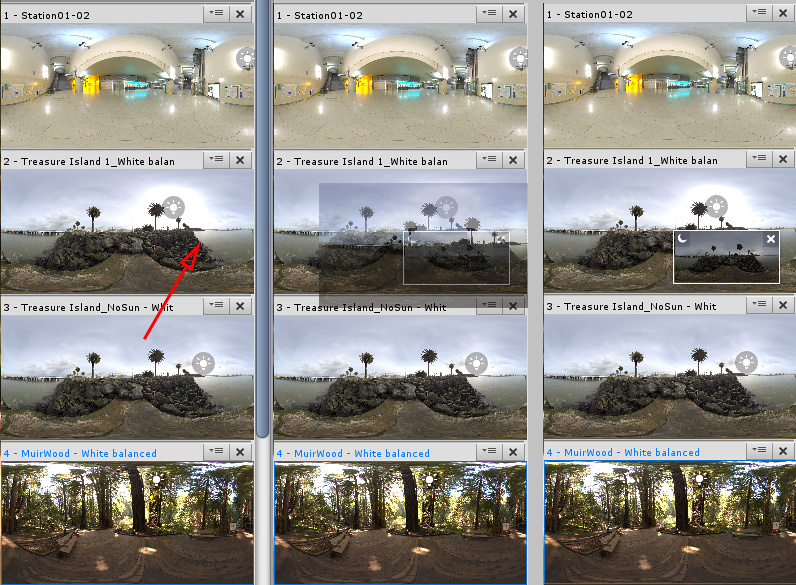 1 - Station01-02
2 - Treasure Island 1_White balan
3 - Treasure Island_NoSun - Whit
4 - MuirWood - White balanced
1 - Station01-02
2 - Treasure Island 1_White balan
3 - Treasure Island_NoSun - Whit
4 - MuirWood - White balanced
1 - Station01-02
2 - Treasure Island 1_White balan
3 - Treasure Island_NoSun - Whit
4 - MuirWood - White balanced